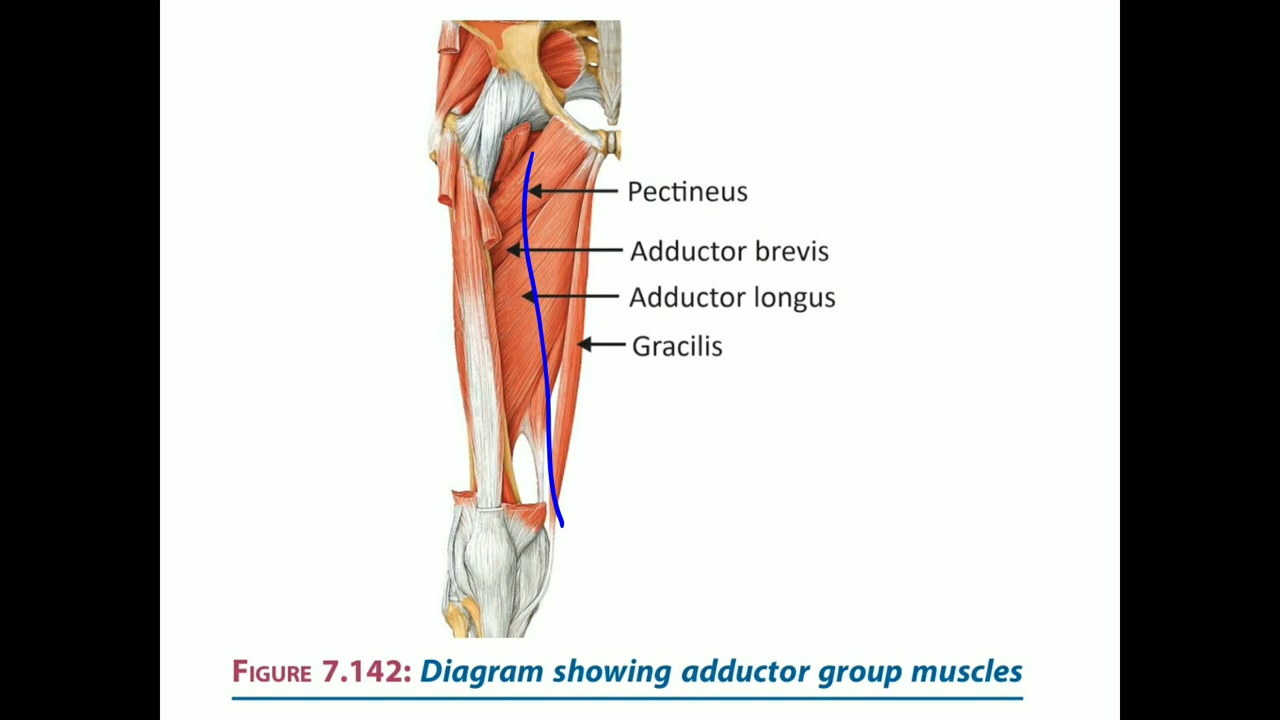 Pectineus
Adductor brevis
Adductor longus
Gracilis
FIGURE 7.142: Diagram showing adductor group muscles